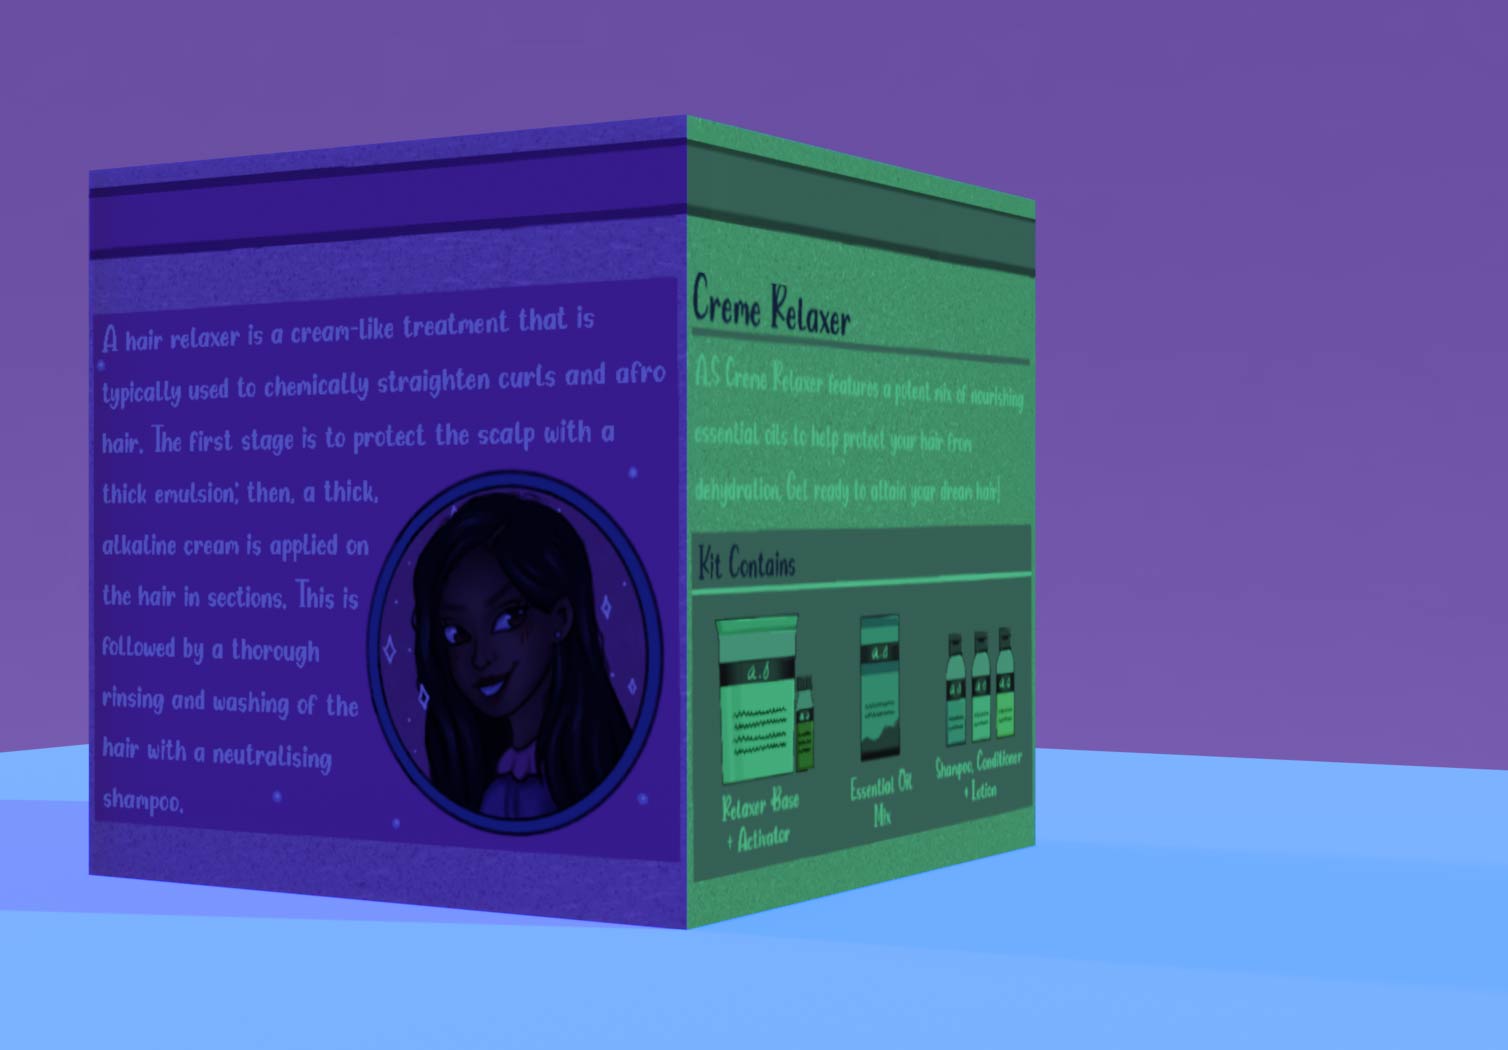 A hair relaxer is a cream-like treatment that is
typically used to chemically straighten curls and afro
hair. The first stage is to protect the scalp with a
thick emulsion; then, a thick,
alkaline cream is applied on
the hair in sections. This is
followed by a thorough
rinsing and washing of the
hair with a neutralising
shampoo.
Creme Relaxer
A.S Creme Relaxer features a potent mix of nourishing
essential oils to help protect your hair from
dehydration. Get ready to attain your dream hair!
Kit Contains
a.s
a.s
a.s
a.s
a.s
a.s
Relaxer Base
+ Activator
Essential Oil
Mix
Shampoo, Conditioner
+ Lotion